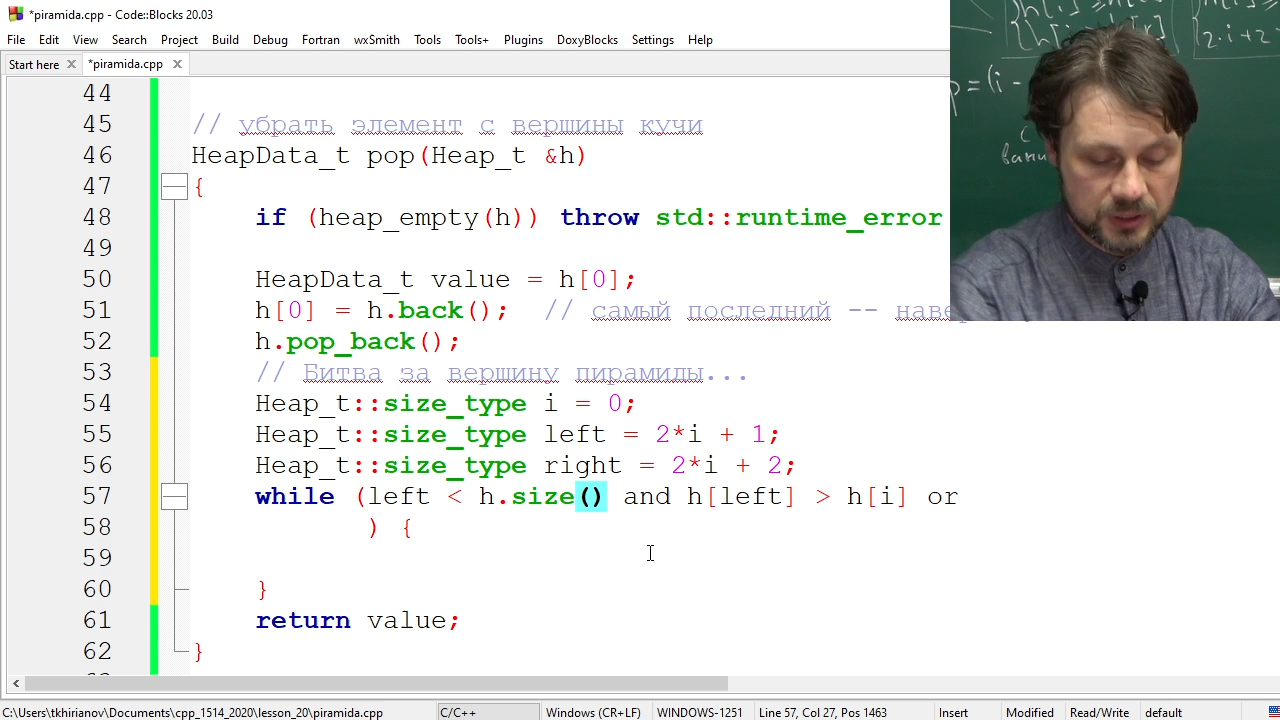 *piramida.cpp - Code::Blocks 20.03
File Edit View Search Project Build Debug Fortran wxSmith Tools Tools+ Plugins DoxyBlocks Settings Help
Start here *piramida.cpp
44
45 // убрать элемент с вершины кучи
46 HeapData_t pop(Heap_t &h)
47 {
48 if (heap_empty(h)) throw std::runtime_error
49
50 HeapData_t value = h[0];
51 h[0] = h.back(); // самый последний --
52 h.pop_back();
53 // Битва за вершину пирамиды...
54 Heap_t::size_type i = 0;
55 Heap_t::size_type left = 2*i + 1;
56 Heap_t::size_type right = 2*i + 2;
57 while (left < h.size() and h[left] > h[i] or
58 ) {
59
60 }
61 return value;
62 }
C:\Users\tkhirianov\Documents\cpp_1514_2020\lesson_20\piramida.cpp C/C++ Windows (CR+LF) WINDOWS-1251 Line 57, Col 27, Pos 1463 Insert Modified Read/Write default